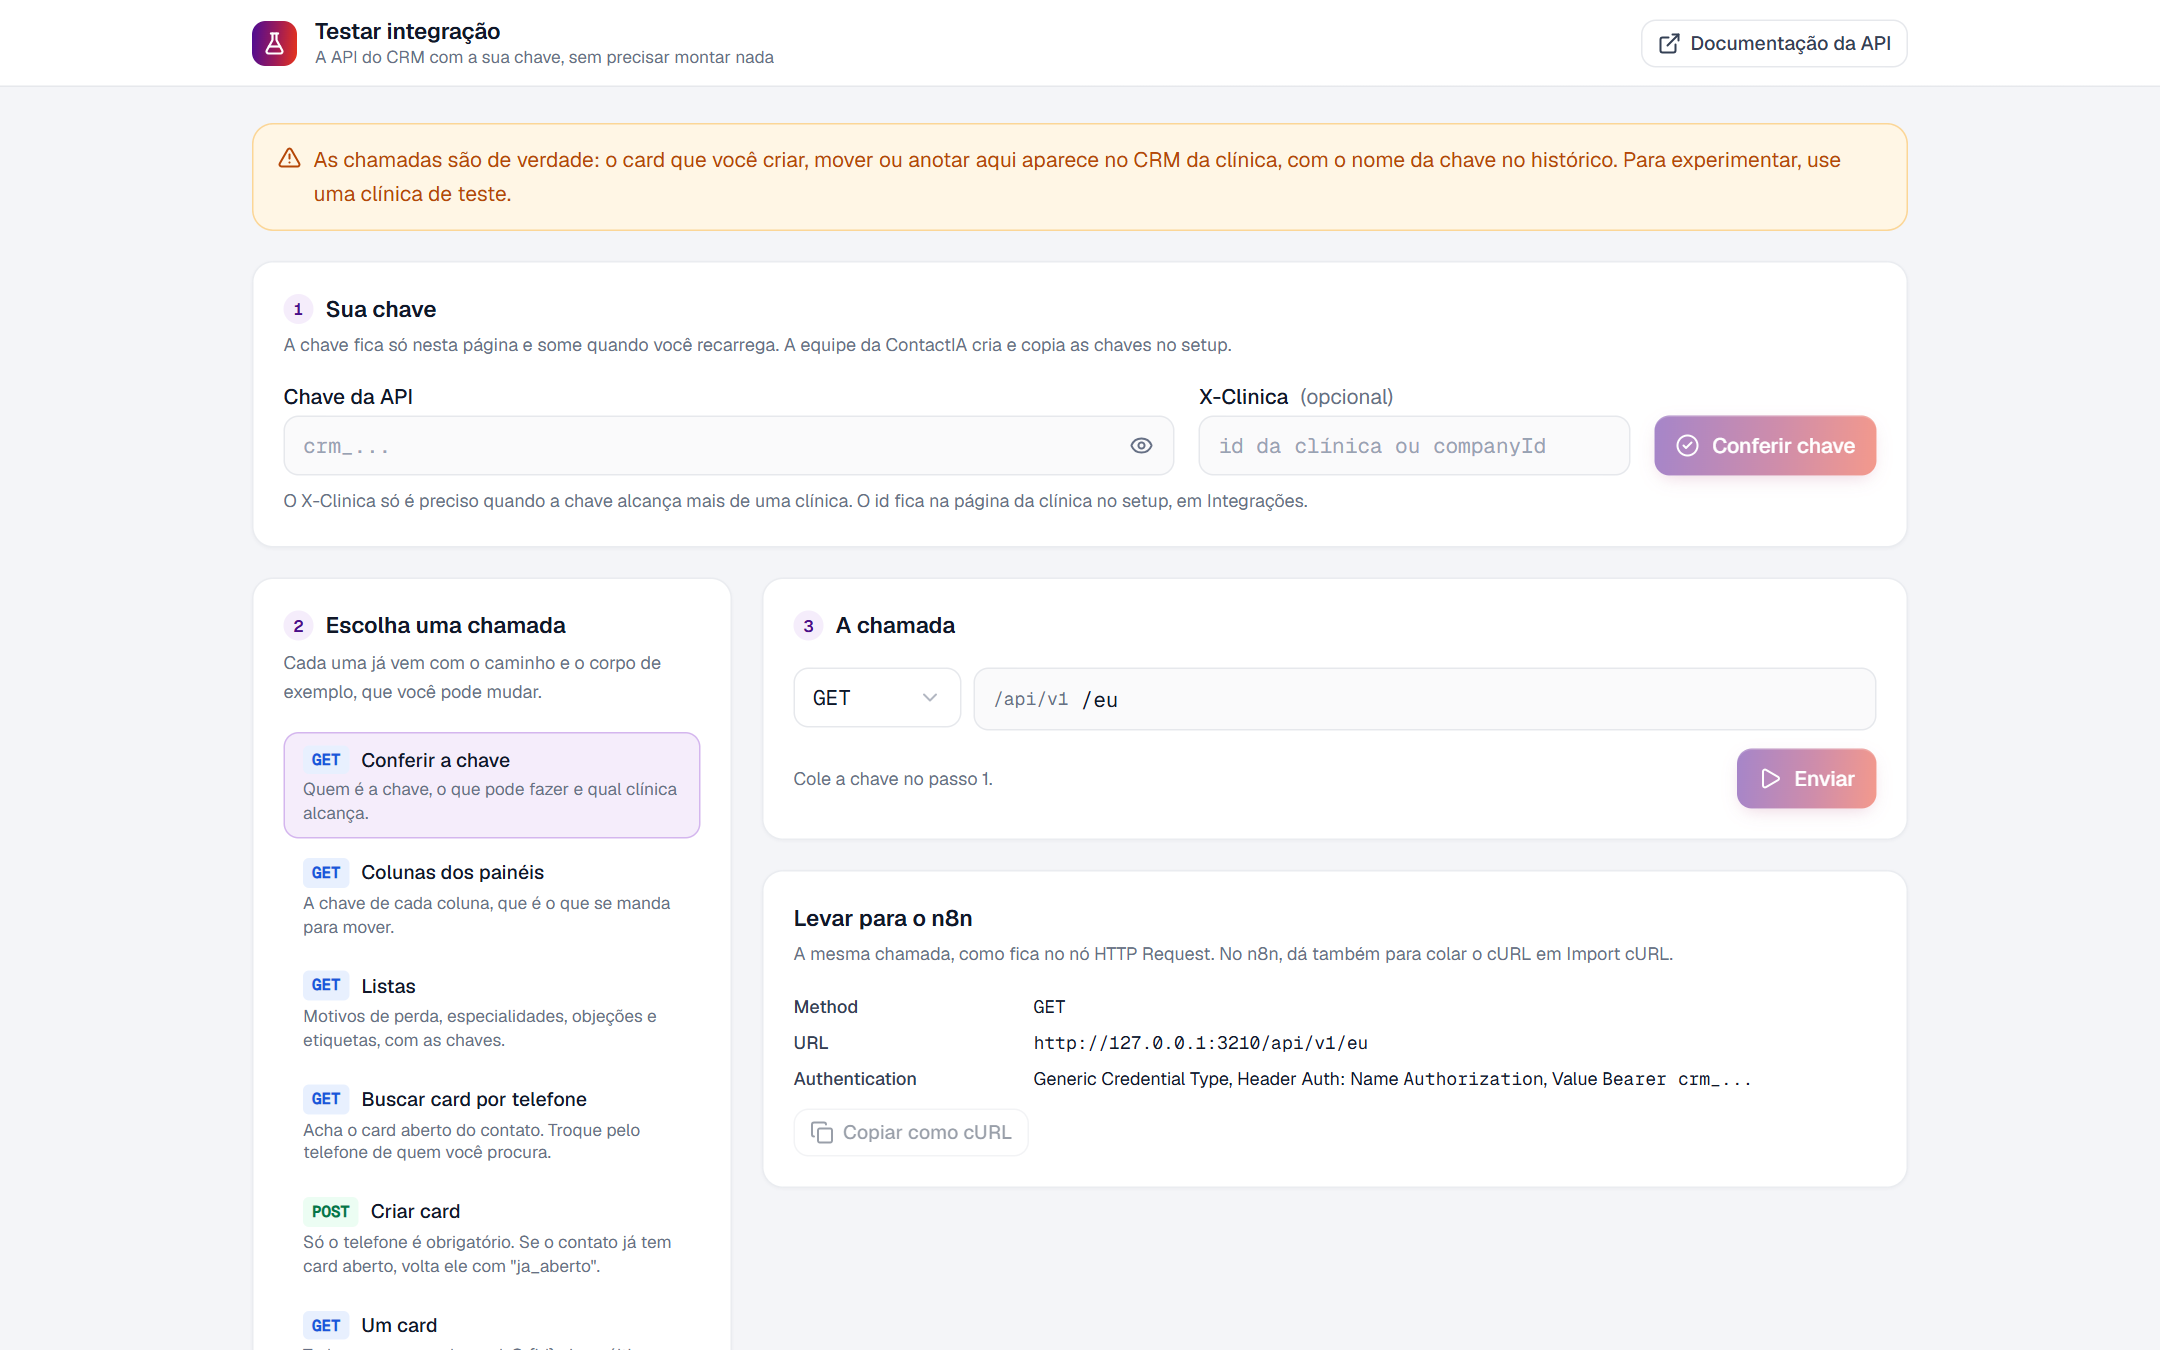 Testar integração
A API do CRM com a sua chave, sem precisar montar nada
Documentação da API
As chamadas são de verdade: o card que você criar, mover ou anotar aqui aparece no CRM da clínica, com o nome da chave no histórico. Para experimentar, use
uma clínica de teste.
1 Sua chave
A chave fica só nesta página e some quando você recarrega. A equipe da ContactIA cria e copia as chaves no setup.
Chave da API
crm_...
X-Clinica (opcional)
id da clínica ou companyId
Conferir chave
O X-Clinica só é preciso quando a chave alcança mais de uma clínica. O id fica na página da clínica no setup, em Integrações.
2 Escolha uma chamada
Cada uma já vem com o caminho e o corpo de
exemplo, que você pode mudar.
GET Conferir a chave
Quem é a chave, o que pode fazer e qual clínica
alcança.
GET Colunas dos painéis
A chave de cada coluna, que é o que se manda
para mover.
GET Listas
Motivos de perda, especialidades, objeções e
etiquetas, com as chaves.
GET Buscar card por telefone
Acha o card aberto do contato. Troque pelo
telefone de quem você procura.
POST Criar card
Só o telefone é obrigatório. Se o contato já tem
card aberto, volta ele com "ja_aberto".
GET Um card
3 A chamada
GET
/api/v1 /eu
Cole a chave no passo 1.
Enviar
Levar para o n8n
A mesma chamada, como fica no nó HTTP Request. No n8n, dá também para colar o cURL em Import cURL.
Method GET
URL http://127.0.0.1:3210/api/v1/eu
Authentication Generic Credential Type, Header Auth: Name Authorization, Value Bearer crm_...
Copiar como cURL